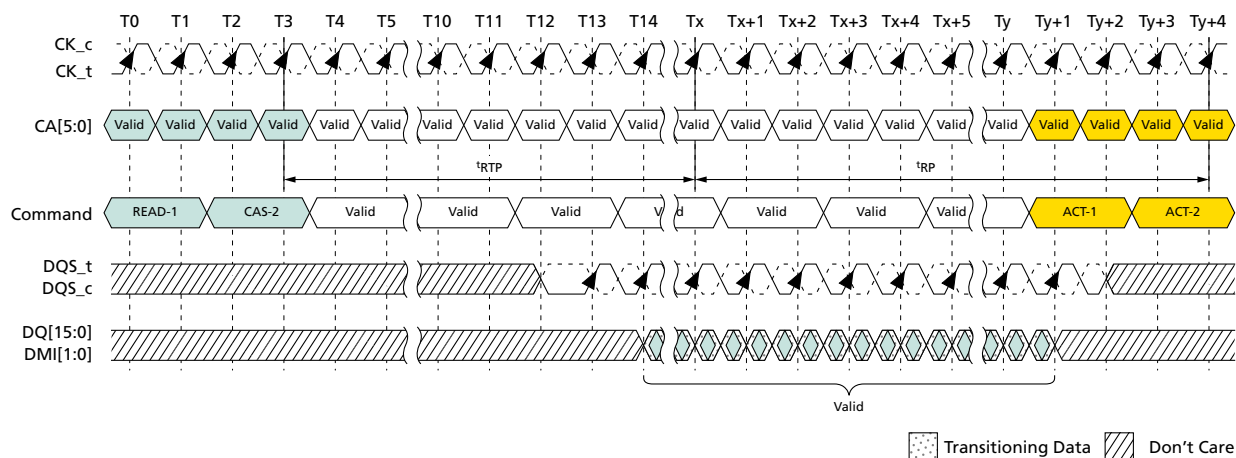 T0 T1 T2 T3 T4 T5 T10 T11 T12 T13 T14 Tx Tx+1 Tx+2 Tx+3 Tx+4 Tx+5 Ty Ty+1 Ty+2 Ty+3 Ty+4
CK_c
CK_t
CA[5:0] Valid Valid Valid Valid Valid Valid Valid Valid Valid Valid Valid Valid Valid Valid Valid Valid Valid Valid Valid Valid Valid Valid
tRTP tRP
Command READ-1 CAS-2 Valid Valid Valid Valid Valid Valid Valid ACT-1 ACT-2
DQS_t
DQS_c
DQ[15:0]
DMI[1:0]
Valid
Transitioning Data Don't Care